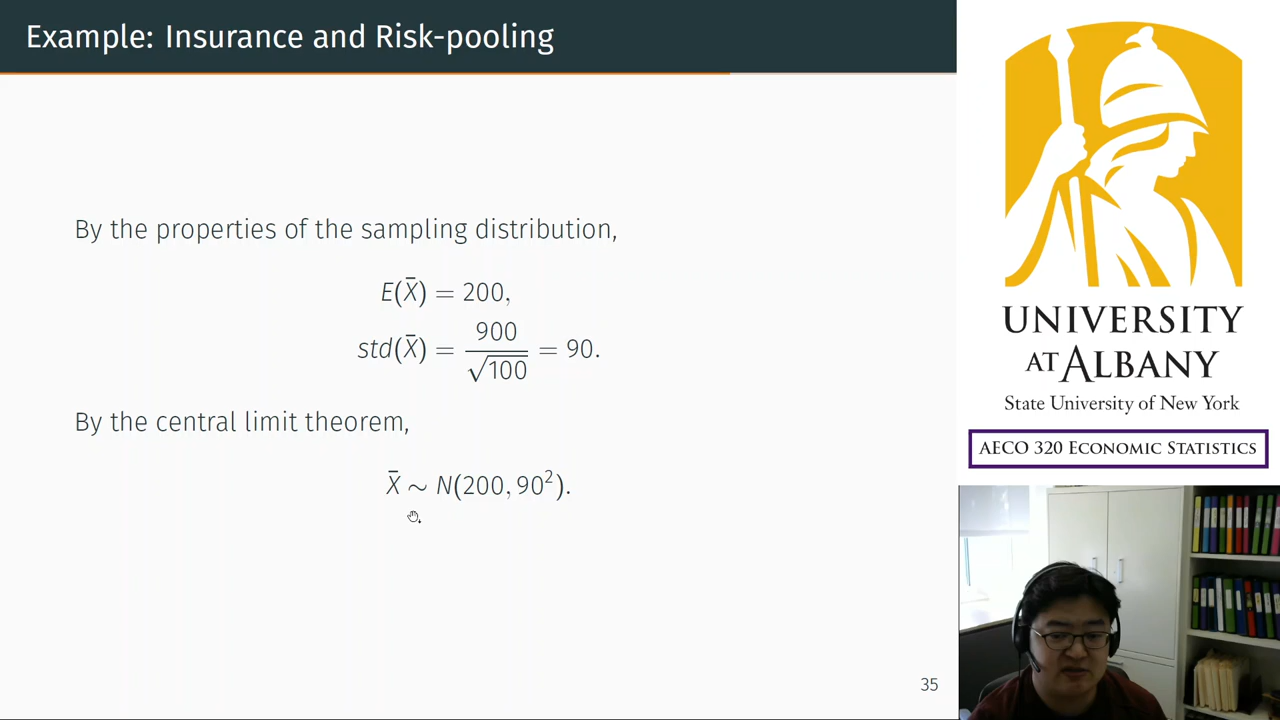 Example: Insurance and Risk-pooling
By the properties of the sampling distribution,
E(X̄) = 200,
std(X̄) = 900/√100 = 90.
By the central limit theorem,
X̄ ∼ N(200, 90²).
35
UNIVERSITY
AT ALBANY
State University of New York
AECO 320 ECONOMIC STATISTICS